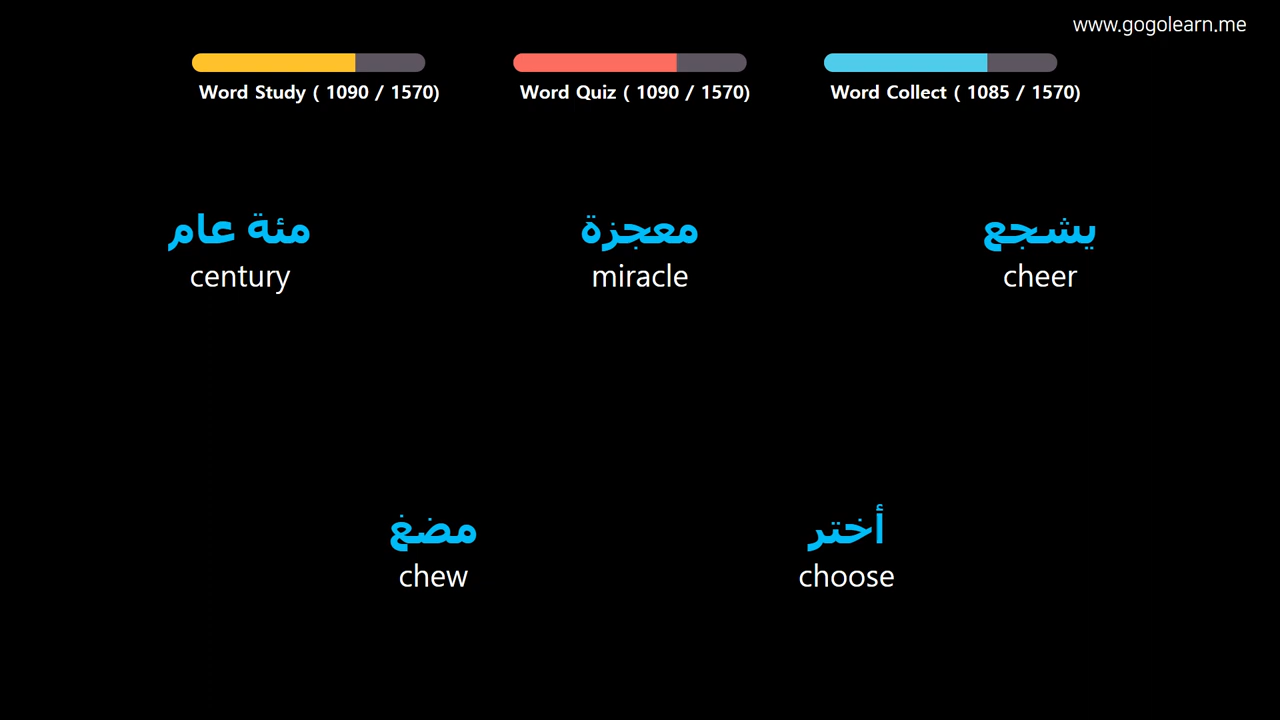 www.gogolearn.me
Word Study ( 1090 / 1570)
Word Quiz ( 1090 / 1570)
Word Collect ( 1085 / 1570)
مئة عام
century
معجزة
miracle
يشجع
cheer
مضغ
chew
أختر
choose